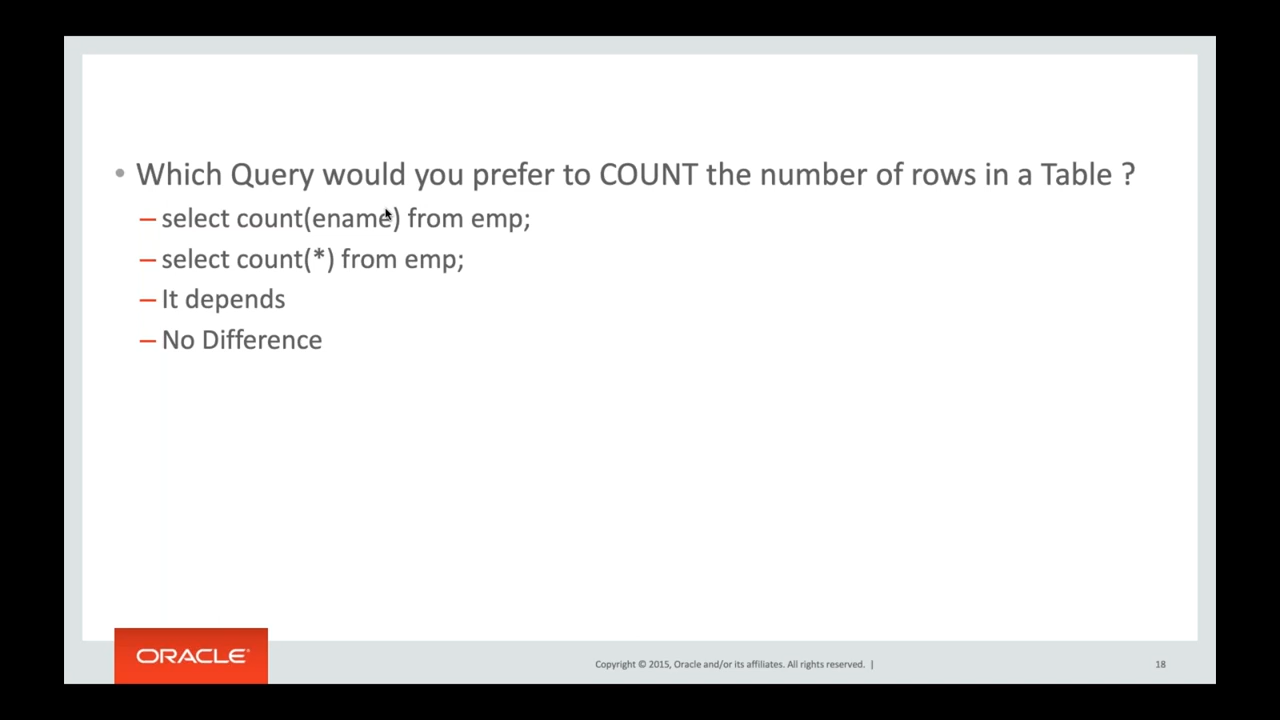 • Which Query would you prefer to COUNT the number of rows in a Table ?
– select count(ename) from emp;
– select count(*) from emp;
– It depends
– No Difference
ORACLE®
Copyright © 2015, Oracle and/or its affiliates. All rights reserved. |
18